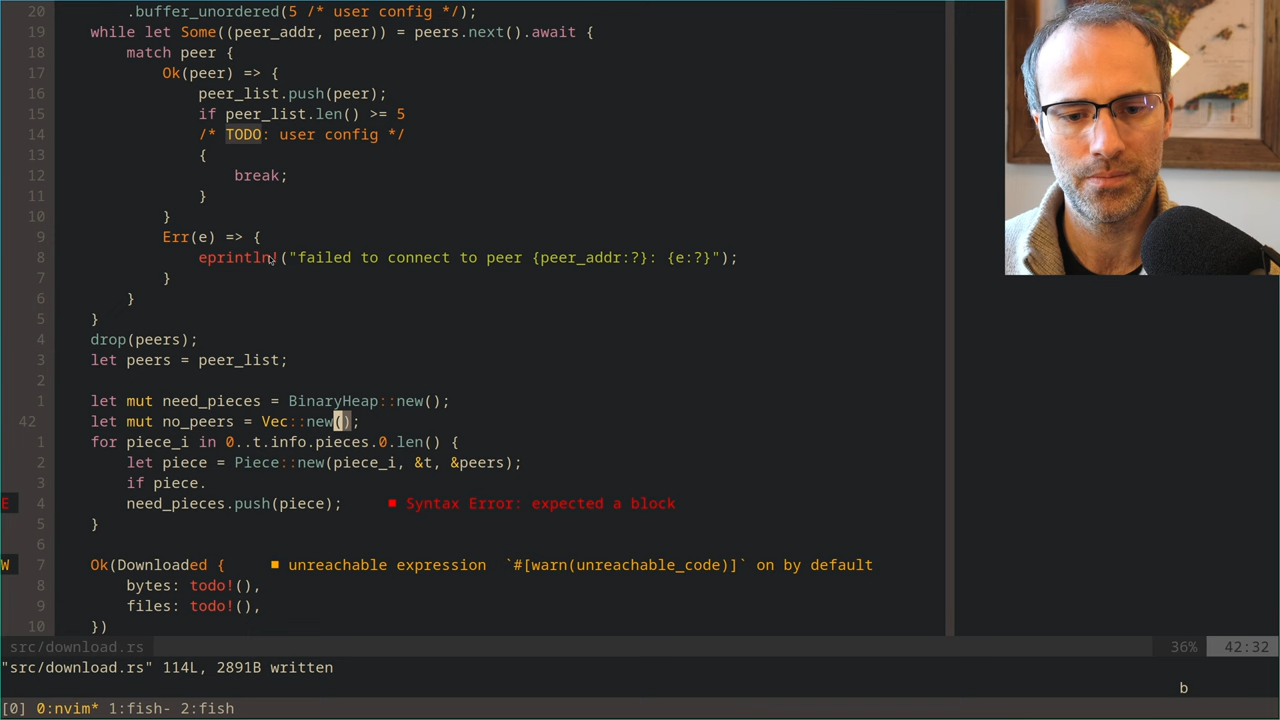 20 .buffer_unordered(5 /* user config */);
19 while let Some((peer_addr, peer)) = peers.next().await {
18 match peer {
17 Ok(peer) => {
16 peer_list.push(peer);
15 if peer_list.len() >= 5
14 /* TODO: user config */
13 {
12 break;
11 }
10 }
9 Err(e) => {
8 eprintln!("failed to connect to peer {peer_addr:?}: {e:?}");
7 }
6 }
5 }
4 drop(peers);
3 let peers = peer_list;
2
1 let mut need_pieces = BinaryHeap::new();
42 let mut no_peers = Vec::new();
1 for piece_i in 0..t.info.pieces.0.len() {
2 let piece = Piece::new(piece_i, &t, &peers);
3 if piece.
E 4 need_pieces.push(piece); ■ Syntax Error: expected a block
5 }
6
W 7 Ok(Downloaded { ■ unreachable expression `#[warn(unreachable_code)]` on by default
8 bytes: todo!(),
9 files: todo!(),
10 })
src/download.rs 36% 42:32
"src/download.rs" 114L, 2891B written
b
[0] 0:nvim* 1:fish- 2:fish